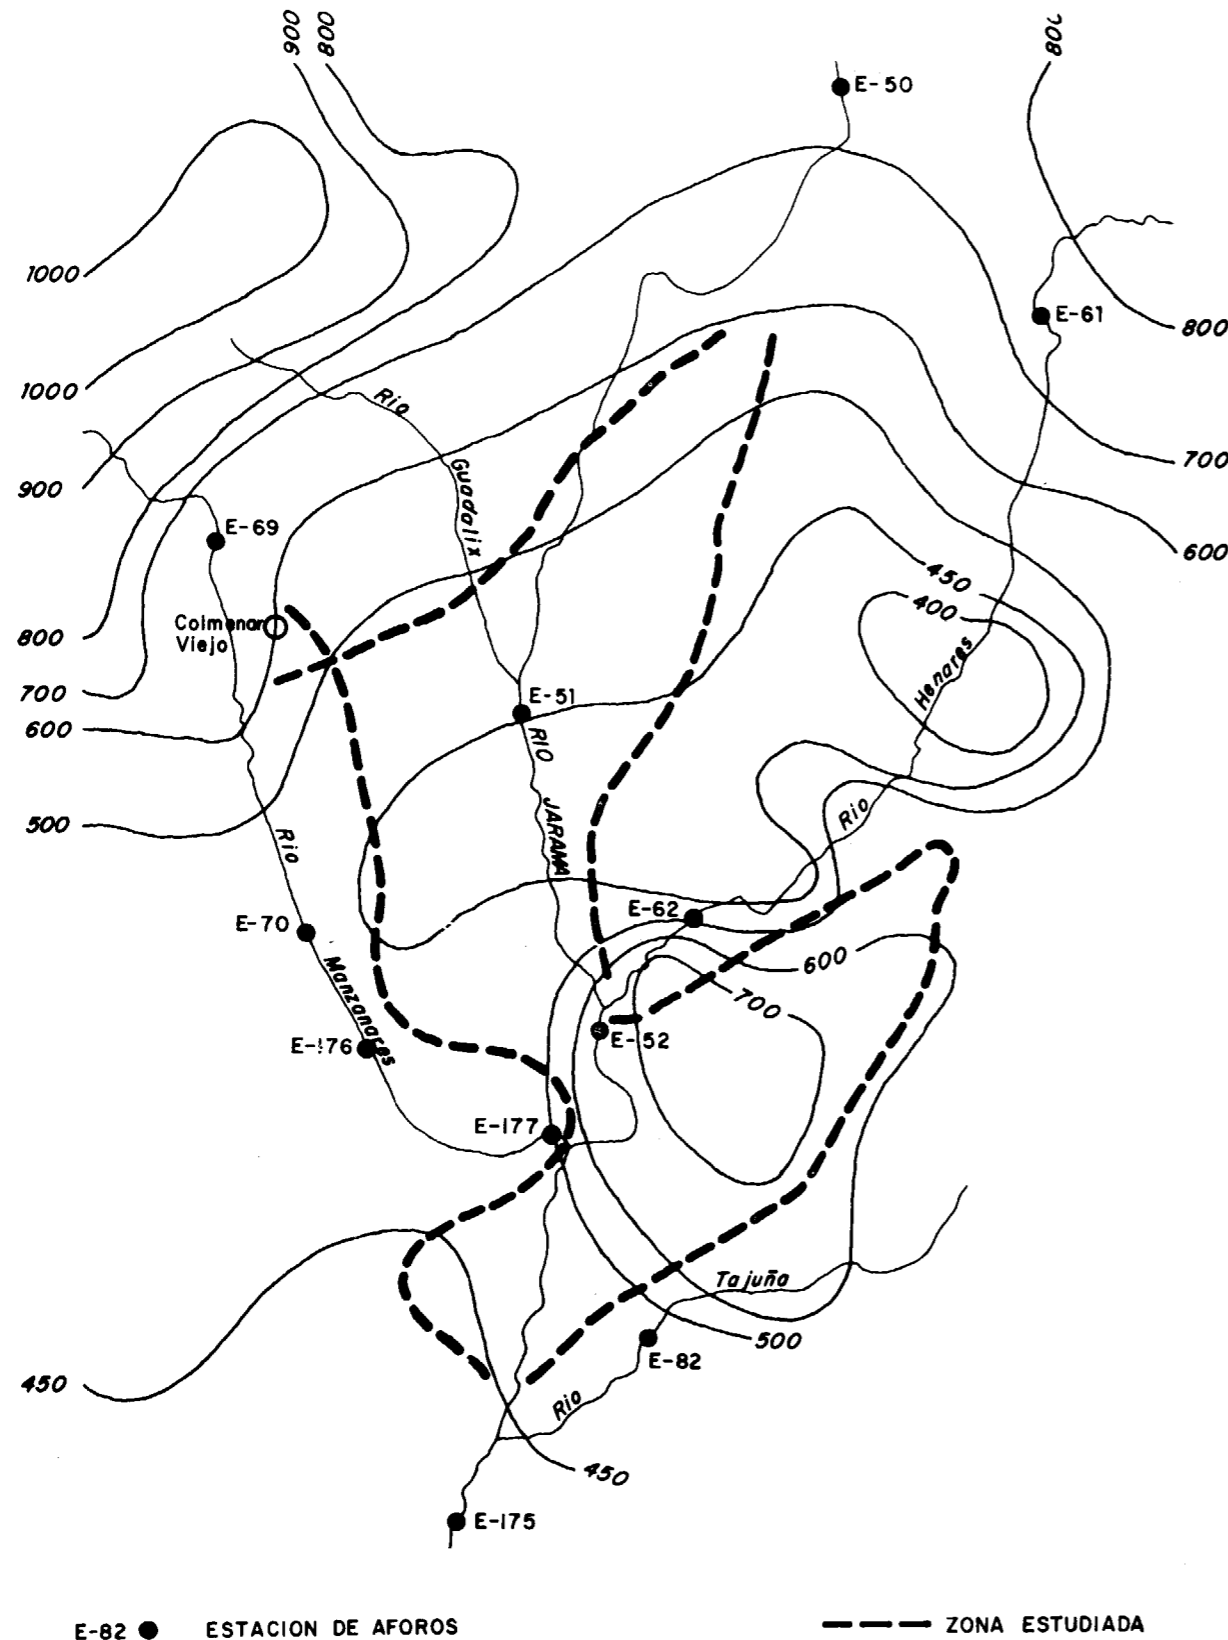 900
800
800
E-50
1000
E-61
800
1000
Rio
700
900
Guadalix
E-69
600
450
400
Colmenar
Viejo
800
Henares
700
E-51
600
RIO
500
JARAMA
Rio
Rio
E-62
E-70
600
Manzanares
700
E-176
E-52
E-177
Tajuña
500
E-82
450
Rio
450
E-175
E-82
ESTACION DE AFOROS
ZONA ESTUDIADA